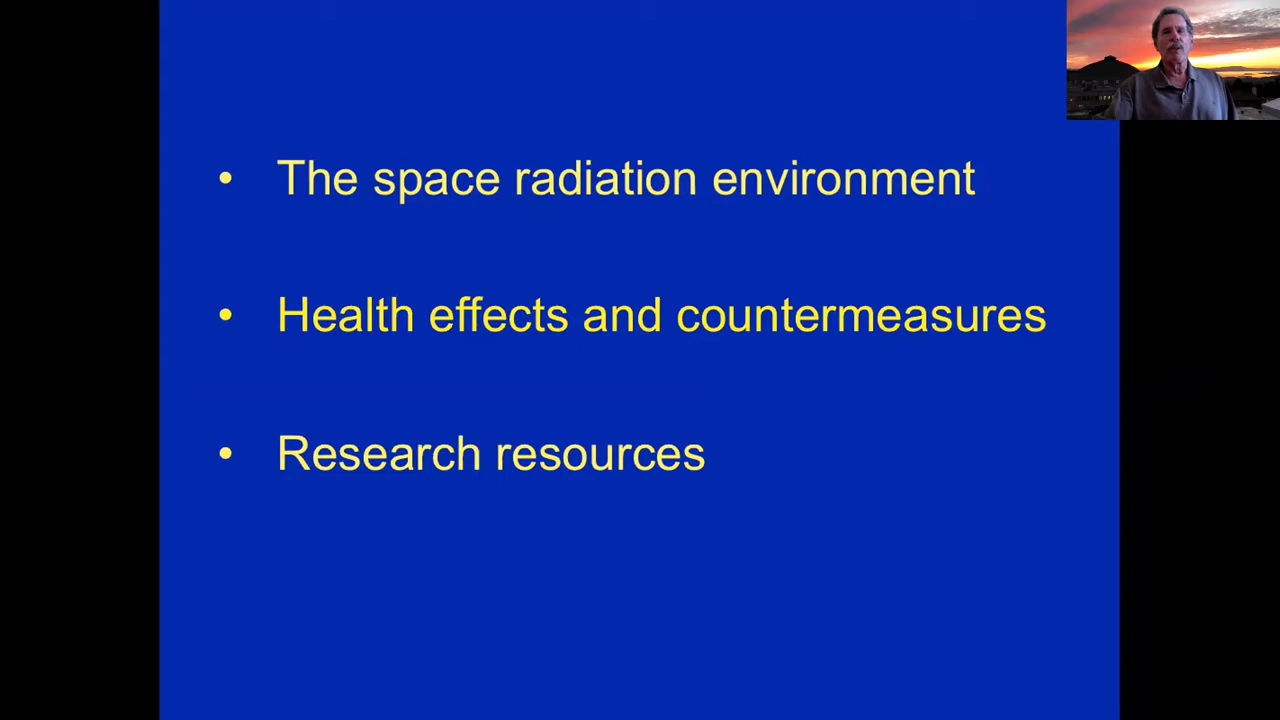 • The space radiation environment
• Health effects and countermeasures
• Research resources